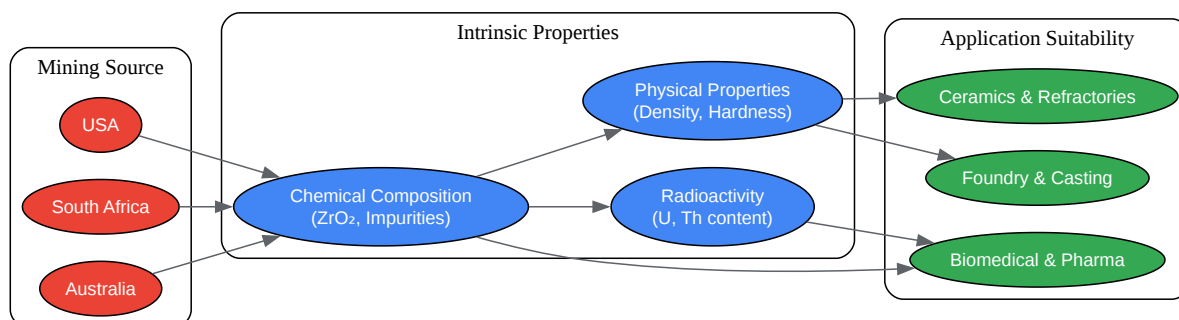 Mining Source
USA
South Africa
Australia
Intrinsic Properties
Chemical Composition
(ZrO₂, Impurities)
Physical Properties
(Density, Hardness)
Radioactivity
(U, Th content)
Application Suitability
Ceramics & Refractories
Foundry & Casting
Biomedical & Pharma